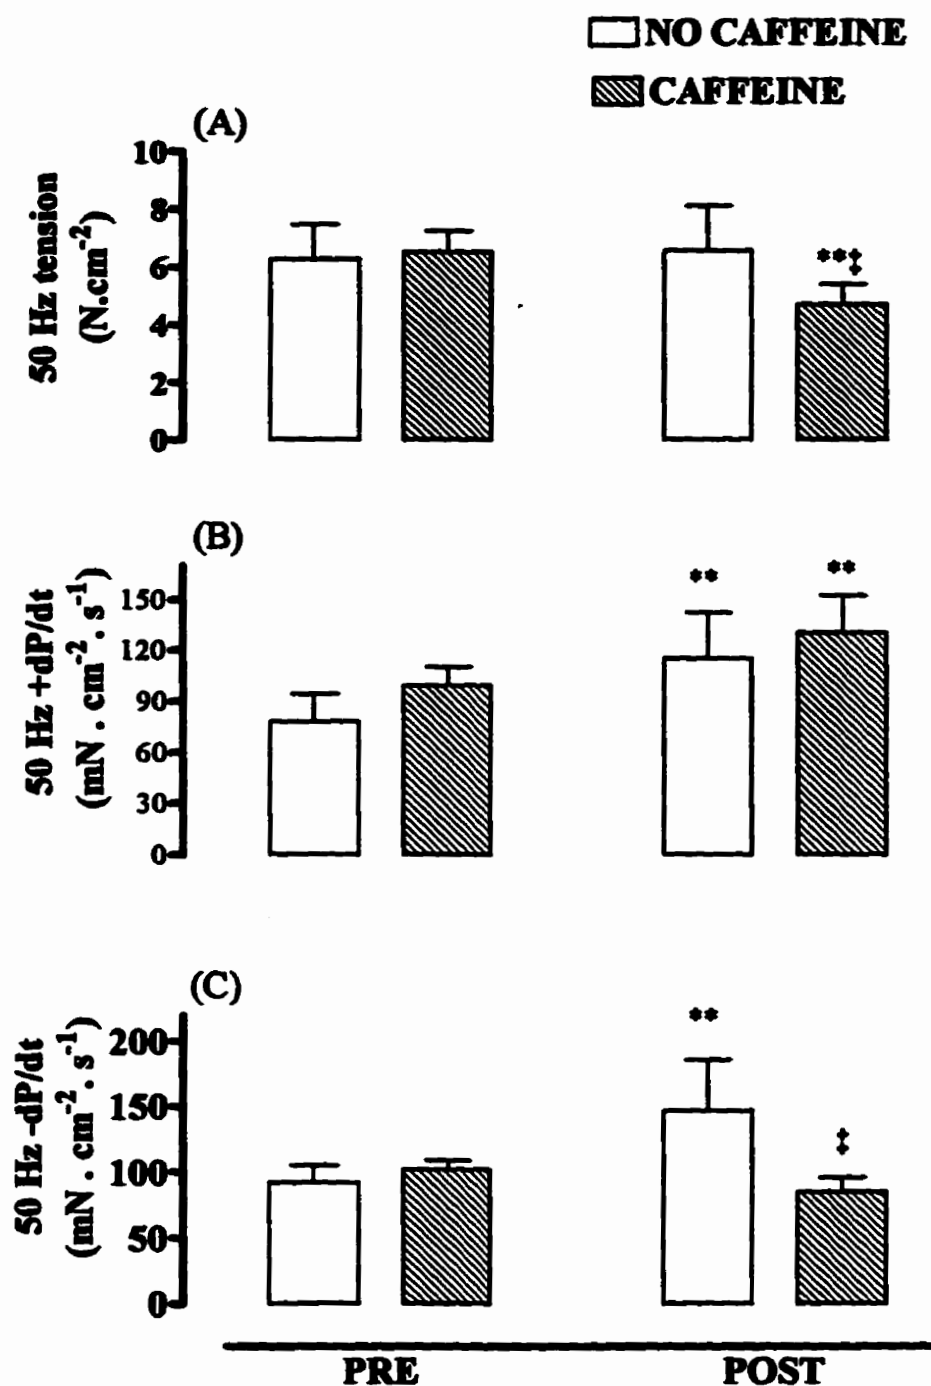 NO CAFFEINE
CAFFEINE
(A)
50 Hz tension
(N.cm⁻²)
10
8
6
4
2
0
**‡
(B)
50 Hz +dP/dt
(mN . cm⁻² . s⁻¹)
150
120
90
60
30
0
**
**
(C)
50 Hz -dP/dt
(mN . cm⁻² . s⁻¹)
200
150
100
50
0
**
‡
PRE
POST